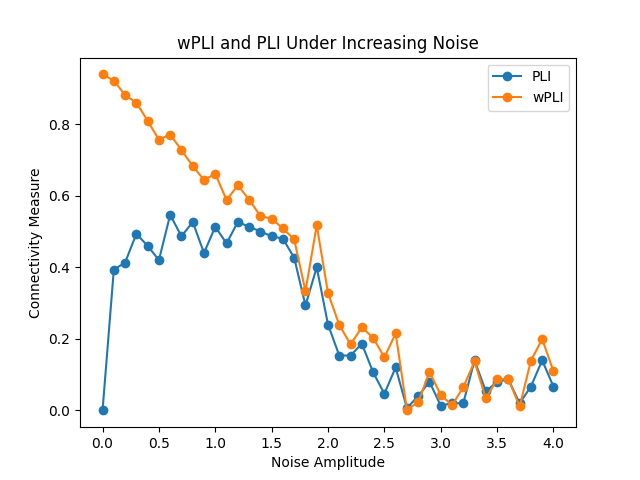 wPLI and PLI Under Increasing Noise
PLI
wPLI
Connectivity Measure
0.8
0.6
0.4
0.2
0.0
0.0 0.5 1.0 1.5 2.0 2.5 3.0 3.5 4.0
Noise Amplitude